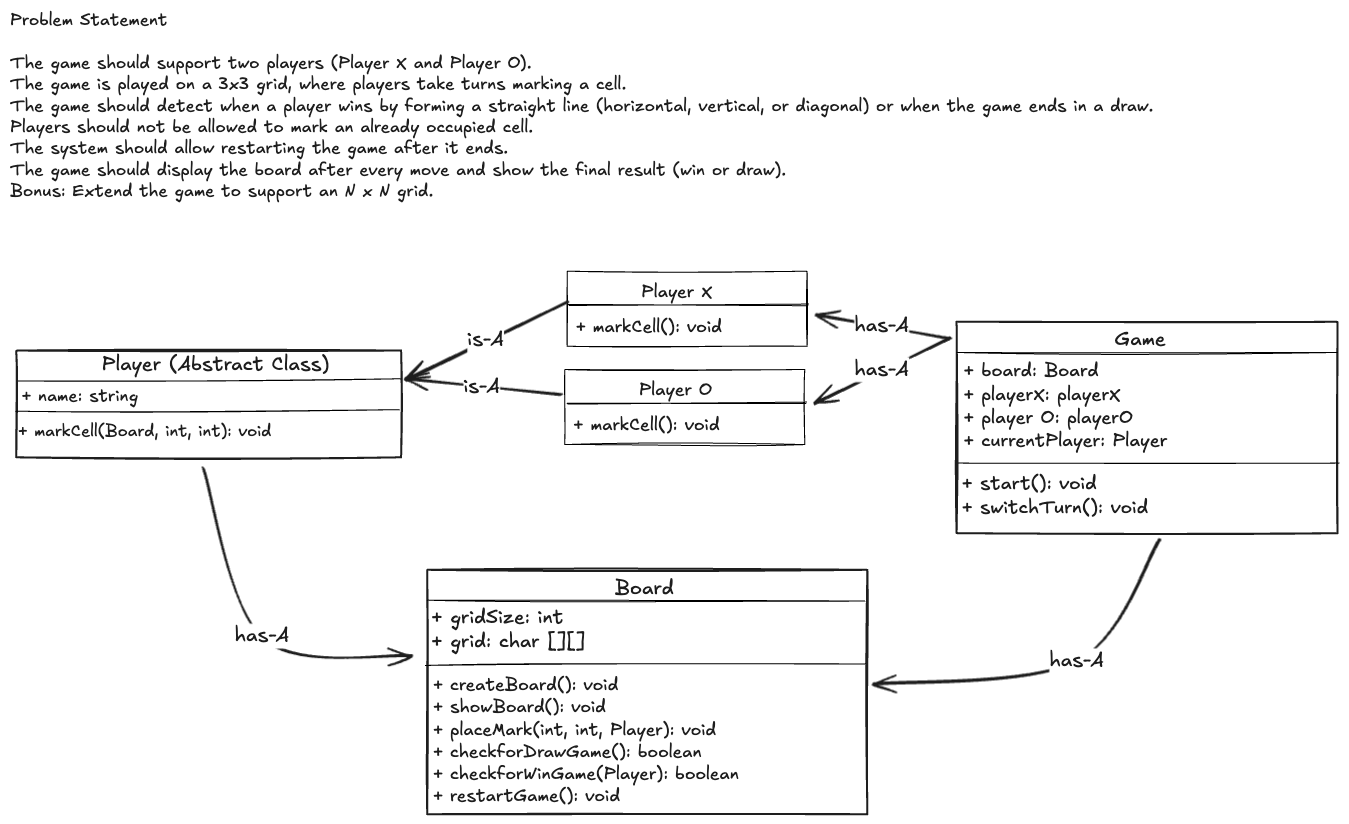 Problem Statement
The game should support two players (Player X and Player O).
The game is played on a 3x3 grid, where players take turns marking a cell.
The game should detect when a player wins by forming a straight line (horizontal, vertical, or diagonal) or when the game ends in a draw.
Players should not be allowed to mark an already occupied cell.
The system should allow restarting the game after it ends.
The game should display the board after every move and show the final result (win or draw).
Bonus: Extend the game to support an N x N grid.
Player X
+ markCell(): void
is-A
is-A
has-A
has-A
Player O
+ markCell(): void
Player (Abstract Class)
+ name: string
+ markCell(Board, int, int): void
Game
+ board: Board
+ playerX: playerX
+ player O: playerO
+ currentPlayer: Player
+ start(): void
+ switchTurn(): void
has-A
has-A
Board
+ gridSize: int
+ grid: char [][]
+ createBoard(): void
+ showBoard(): void
+ placeMark(int, int, Player): void
+ checkforDrawGame(): boolean
+ checkforWinGame(Player): boolean
+ restartGame(): void